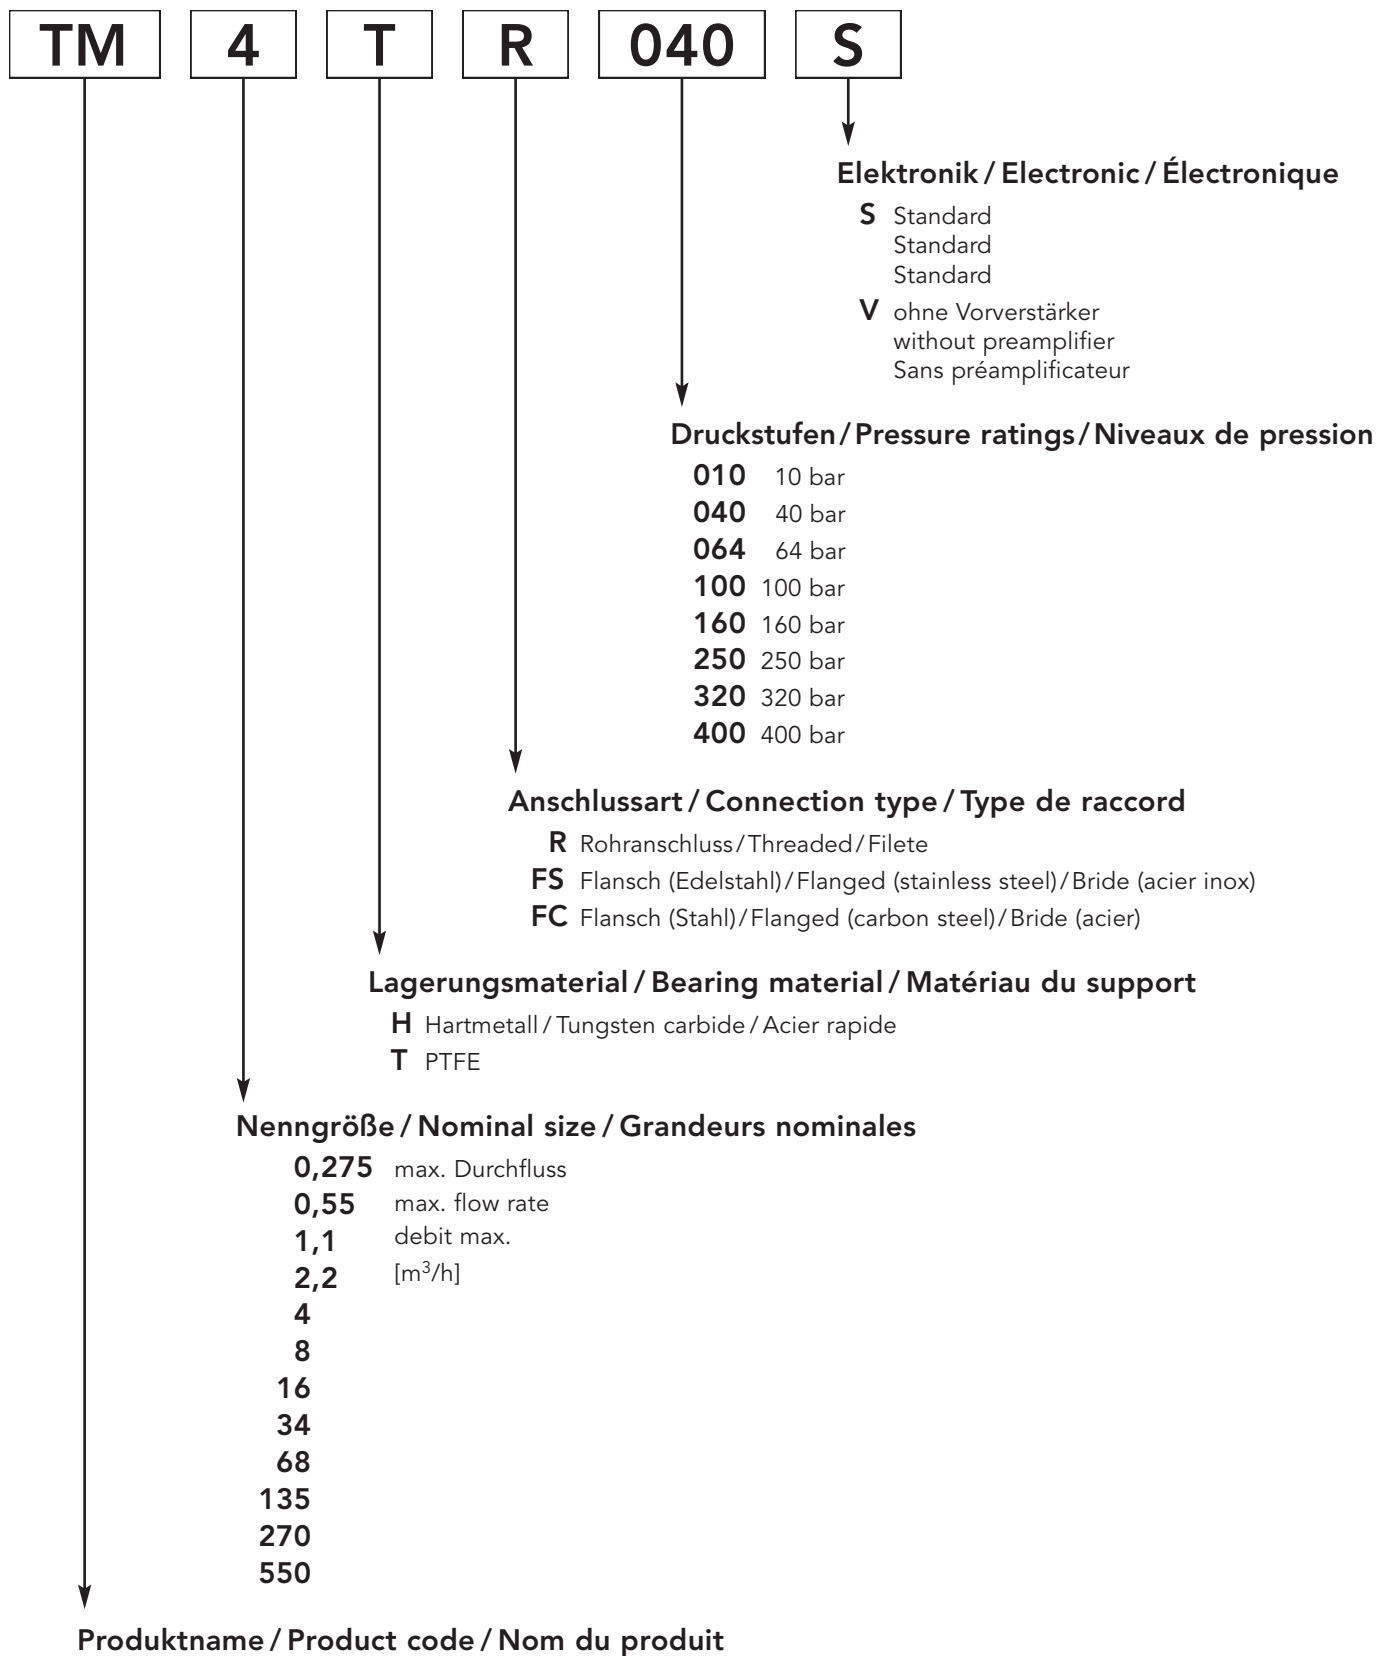 TM 4 T R 040 S
Elektronik / Electronic / Électronique
S Standard
Standard
Standard
V ohne Vorverstärker
without preamplifier
Sans préamplificateur
Druckstufen / Pressure ratings / Niveaux de pression
010 10 bar
040 40 bar
064 64 bar
100 100 bar
160 160 bar
250 250 bar
320 320 bar
400 400 bar
Anschlussart / Connection type / Type de raccord
R Rohranschluss / Threaded / Filete
FS Flansch (Edelstahl) / Flanged (stainless steel) / Bride (acier inox)
FC Flansch (Stahl) / Flanged (carbon steel) / Bride (acier)
Lagerungsmaterial / Bearing material / Matériau du support
H Hartmetall / Tungsten carbide / Acier rapide
T PTFE
Nenngröße / Nominal size / Grandeurs nominales
0,275 max. Durchfluss
0,55 max. flow rate
1,1 debit max.
2,2 [m³/h]
4
8
16
34
68
135
270
550
Produktname / Product code / Nom du produit